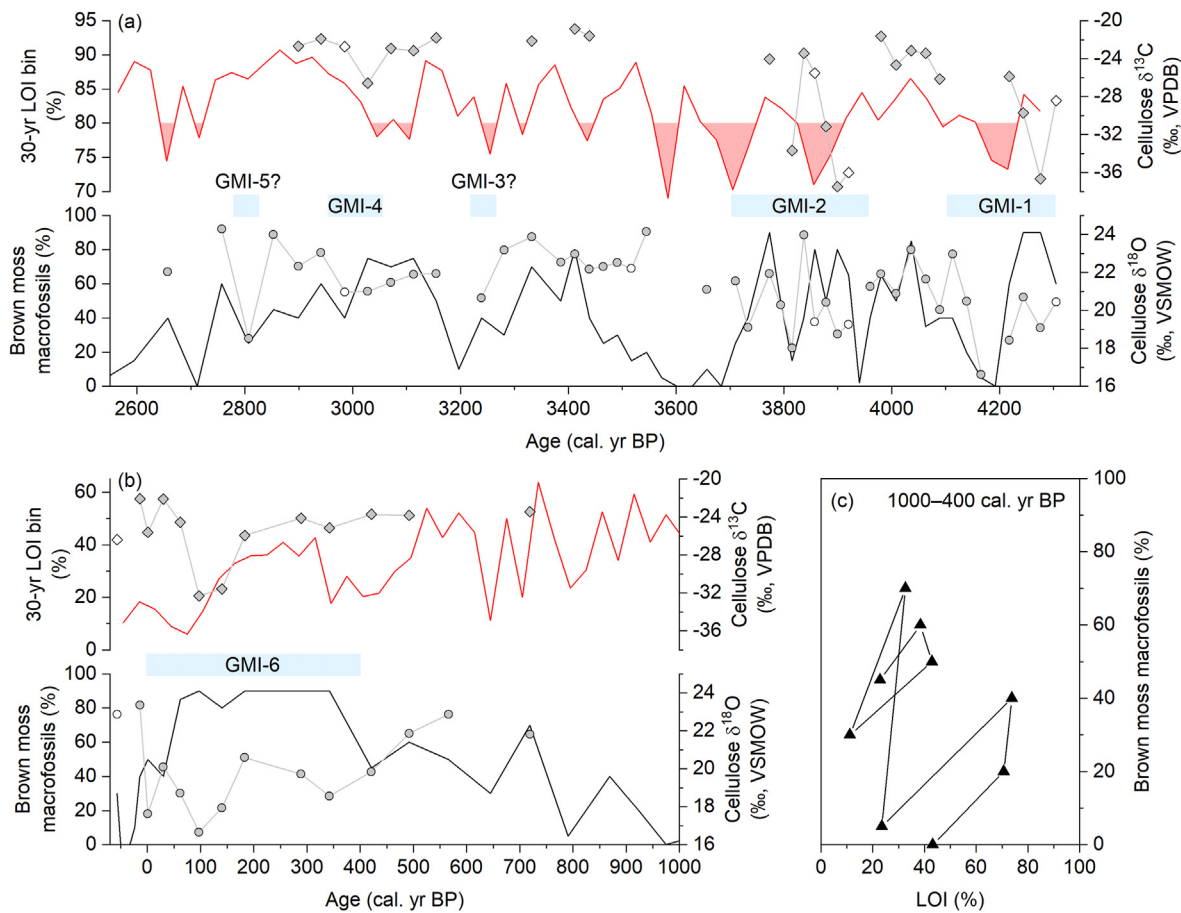 (a)
95
90
85
80
75
70
30-yr LOI bin
(%)
-20
-24
-28
-32
-36
Cellulose δ¹³C
(‰, VPDB)
GMI-5?
GMI-4
GMI-3?
GMI-2
GMI-1
100
80
60
40
20
0
Brown moss
macrofossils (%)
24
22
20
18
16
Cellulose δ¹⁸O
(‰, VSMOW)
2600 2800 3000 3200 3400 3600 3800 4000 4200
Age (cal. yr BP)
(b)
60
40
20
0
30-yr LOI bin
(%)
-20
-24
-28
-32
-36
Cellulose δ¹³C
(‰, VPDB)
GMI-6
100
80
60
40
20
0
Brown moss
macrofossils (%)
24
22
20
18
16
Cellulose δ¹⁸O
(‰, VSMOW)
0 100 200 300 400 500 600 700 800 900 1000
Age (cal. yr BP)
(c) 1000–400 cal. yr BP
100
80
60
40
20
0
Brown moss macrofossils (%)
0 20 40 60 80 100
LOI (%)